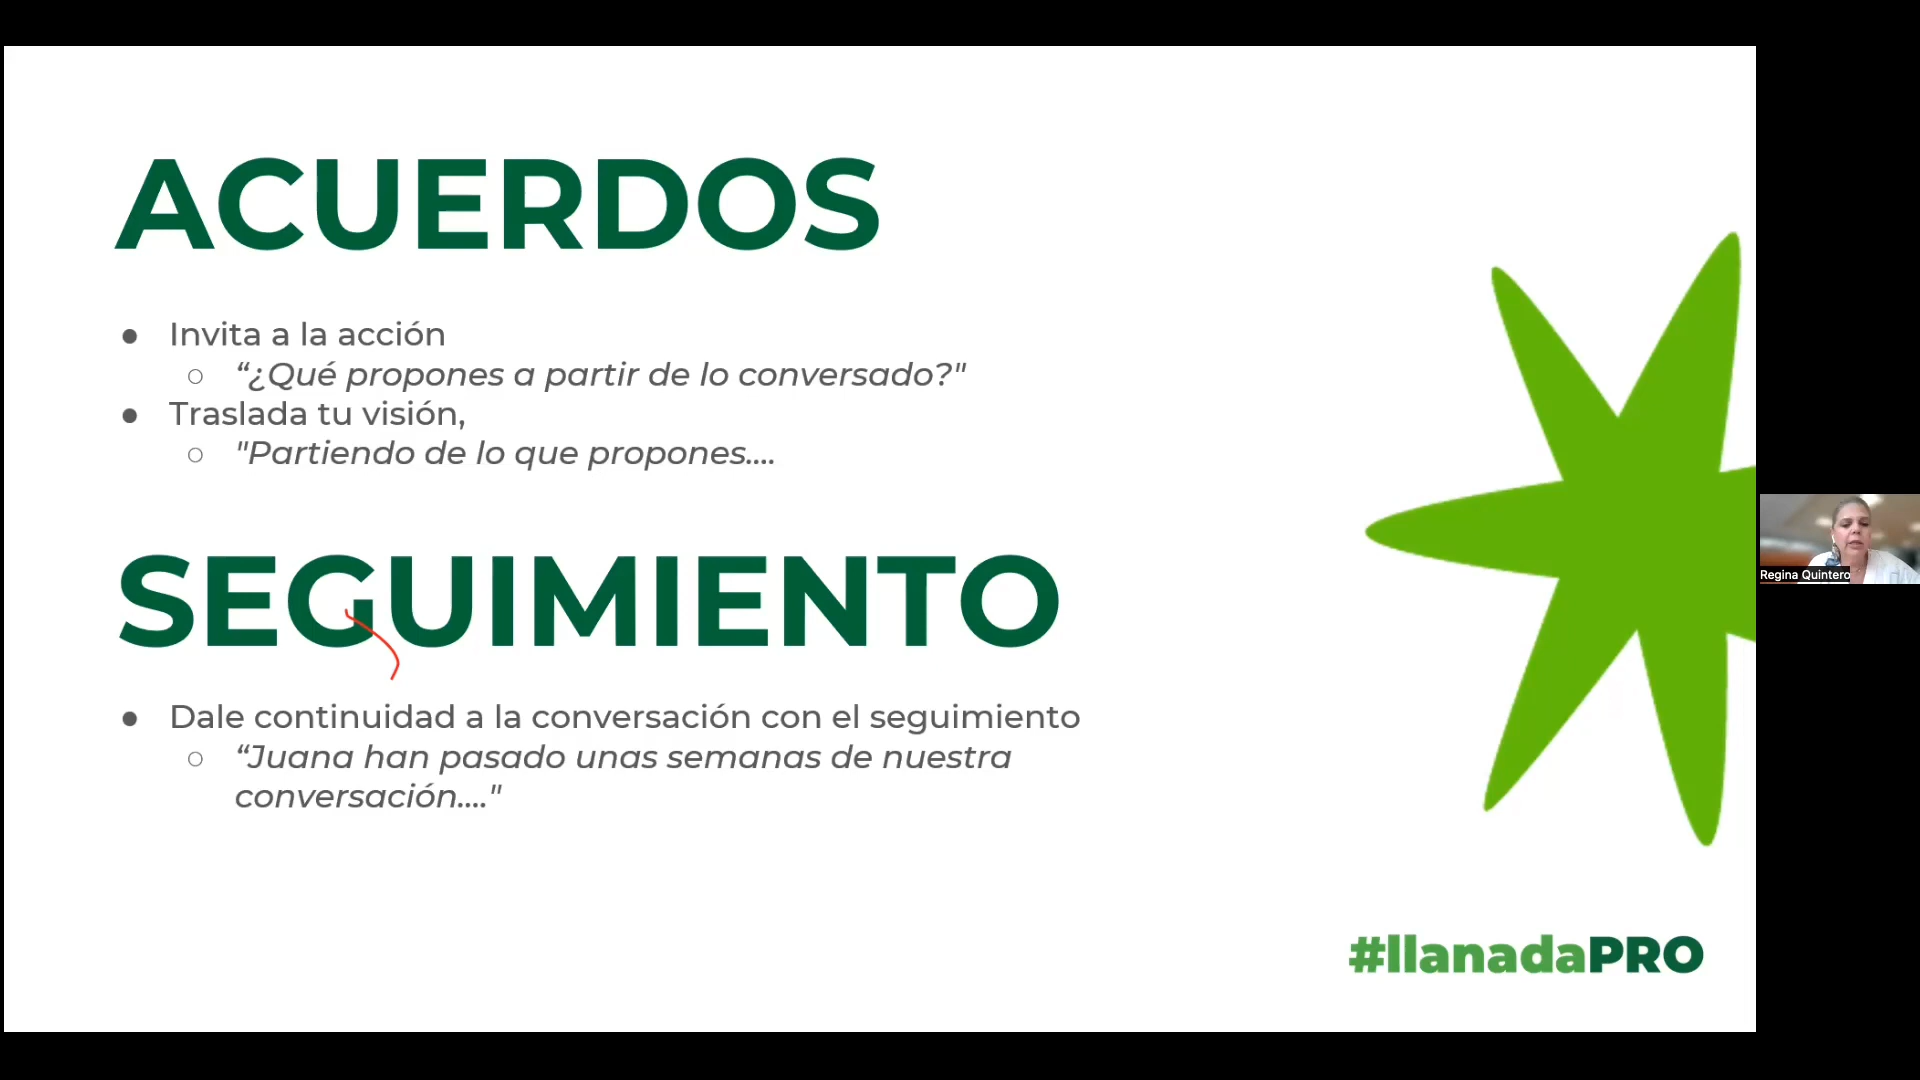 ACUERDOS
● Invita a la acción
○ “¿Qué propones a partir de lo conversado?"
● Traslada tu visión,
○ "Partiendo de lo que propones....
SEGUIMIENTO
● Dale continuidad a la conversación con el seguimiento
○ “Juana han pasado unas semanas de nuestra
conversación...."
#llanadaPRO
Regina Quintero